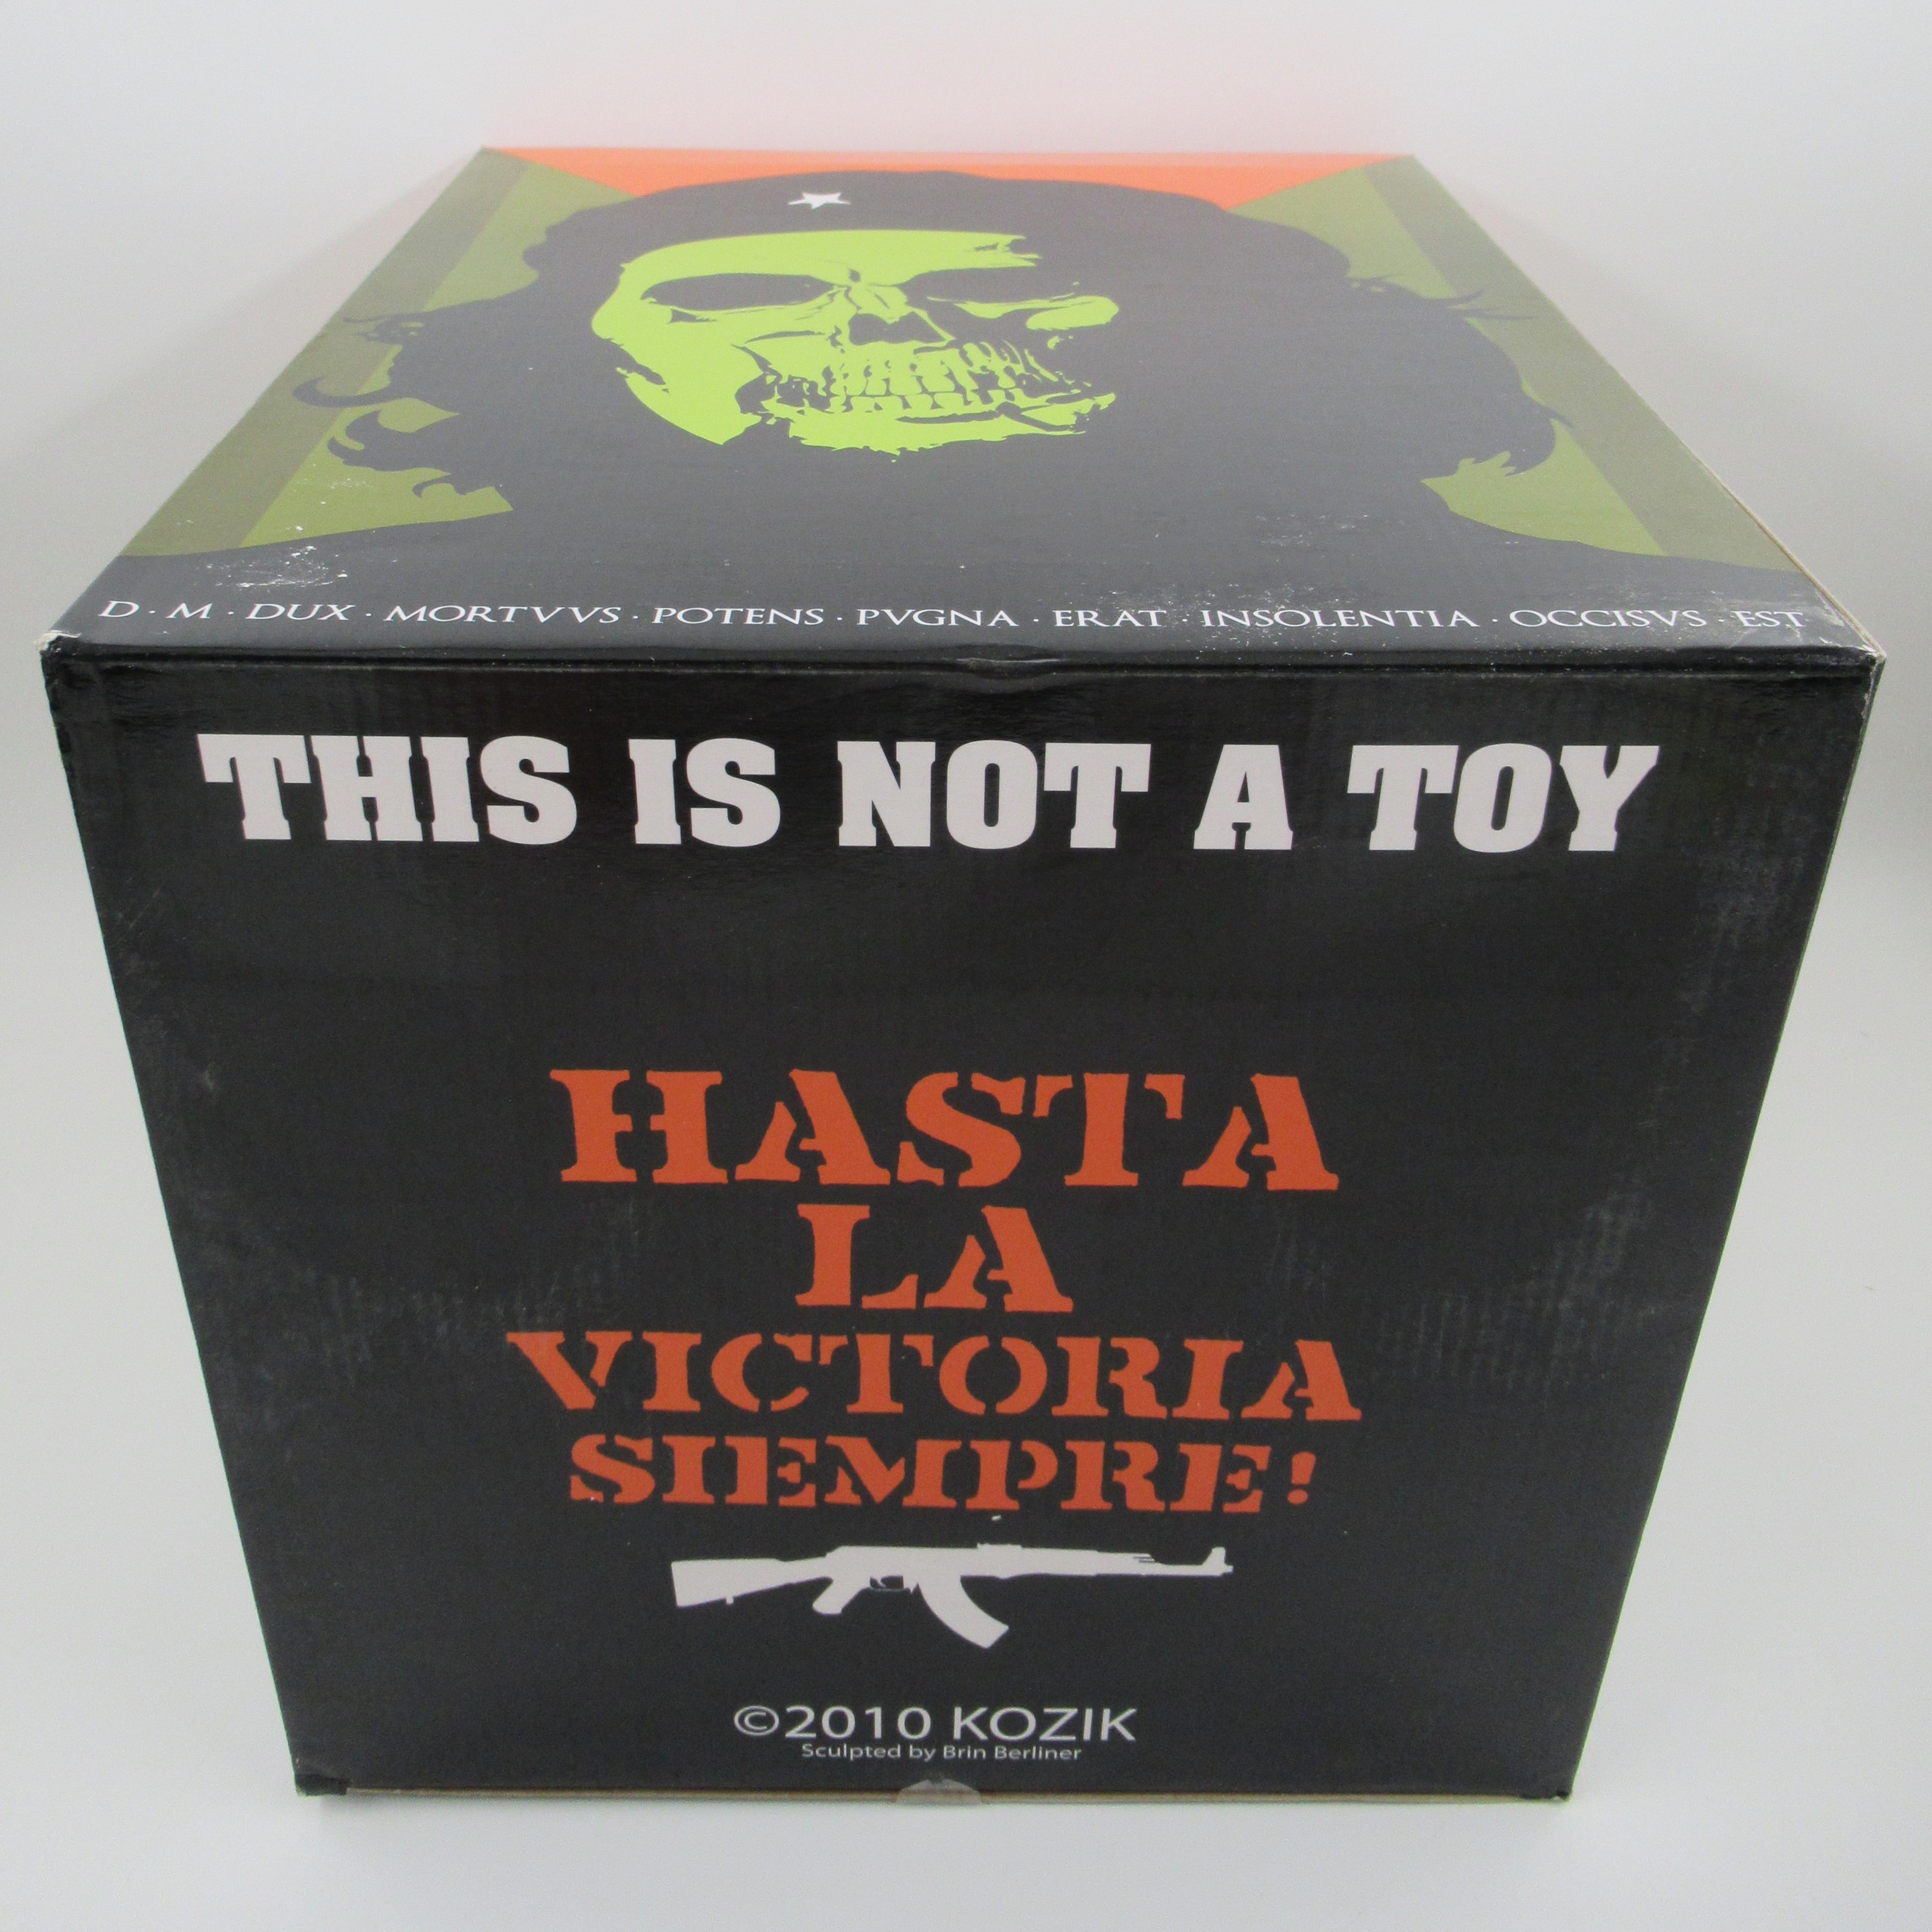 D · M · DUX · MORTVVS · POTENS · PVGNA · ERAT · INSOLENTIA · OCCISVS · EST
THIS IS NOT A TOY
HASTA
LA
VICTORIA
SIEMPRE!
©2010 KOZIK
Sculpted by Brin Berliner